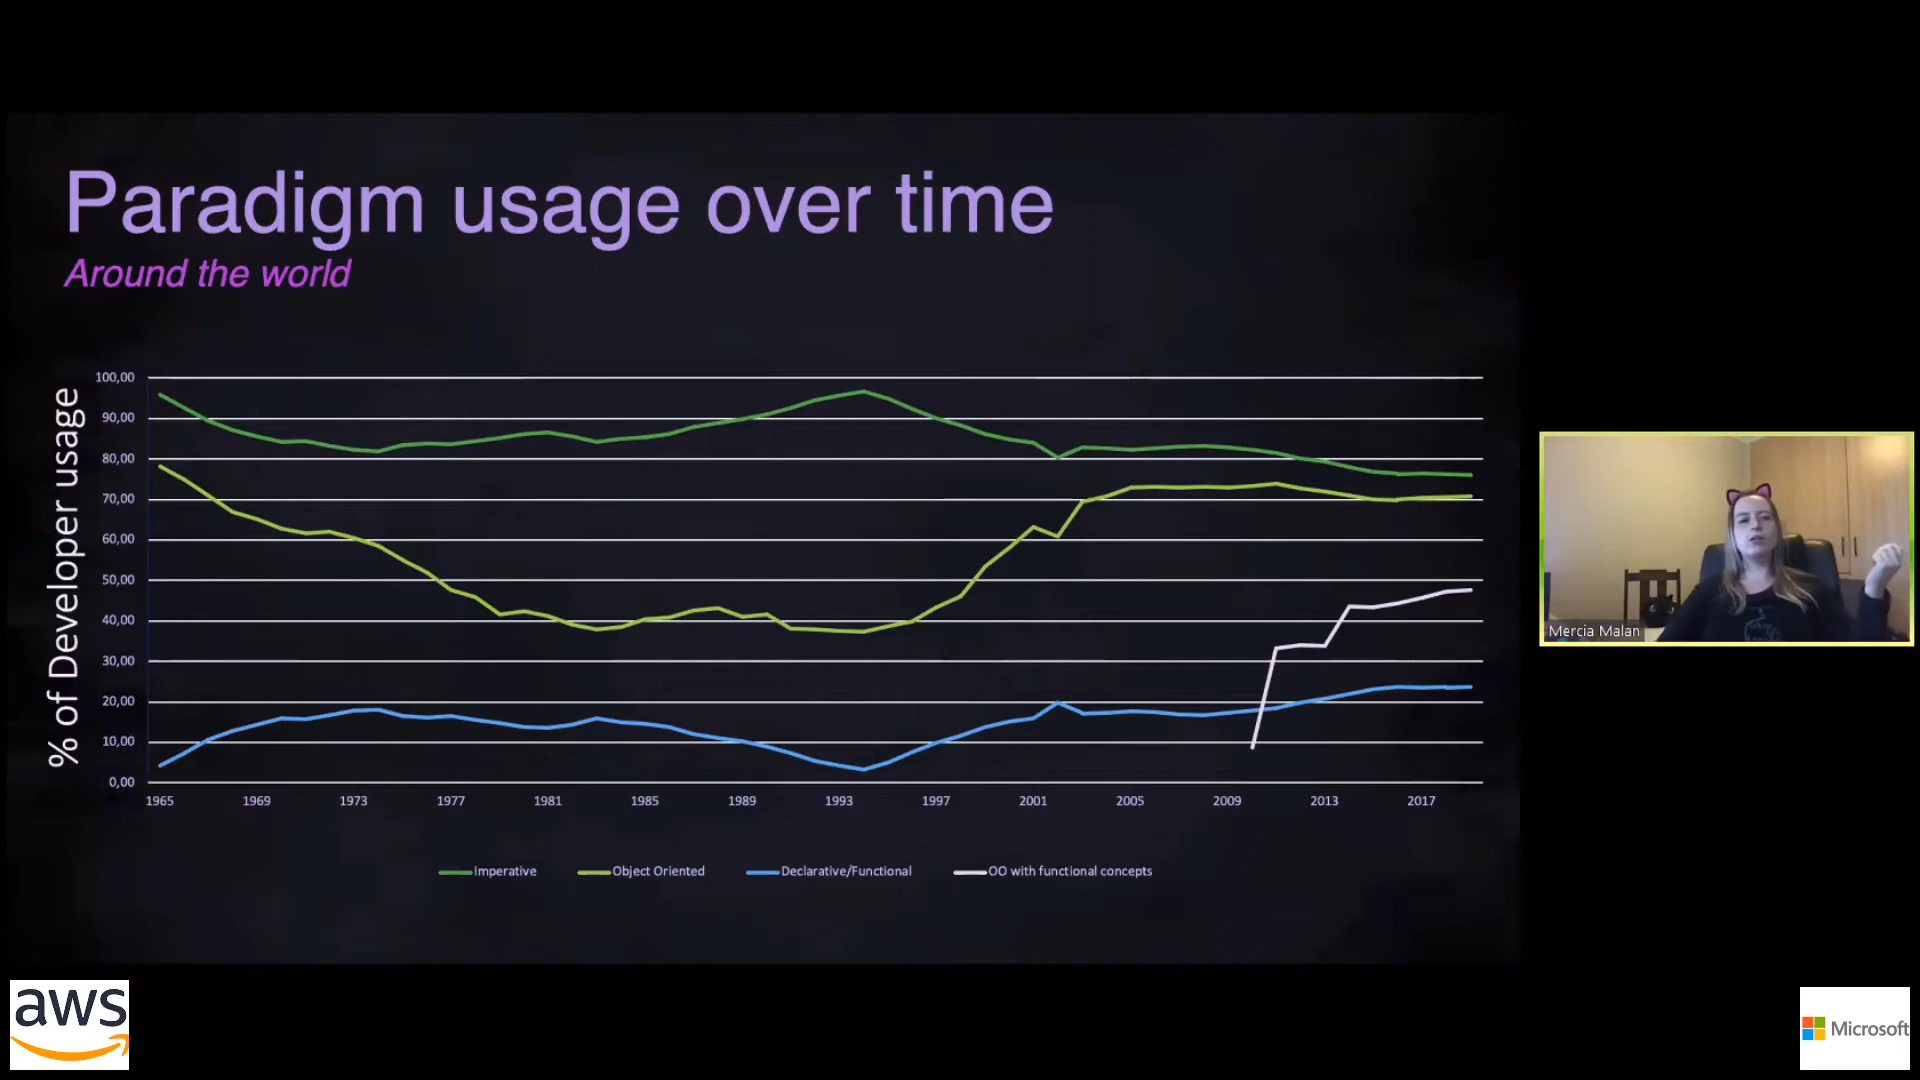 Paradigm usage over time
Around the world
% of Developer usage
100,00
90,00
80,00
70,00
60,00
50,00
40,00
30,00
20,00
10,00
0,00
1965 1969 1973 1977 1981 1985 1989 1993 1997 2001 2005 2009 2013 2017
Imperative Object Oriented Declarative/Functional OO with functional concepts
Mercia Malan
aws
Microsoft